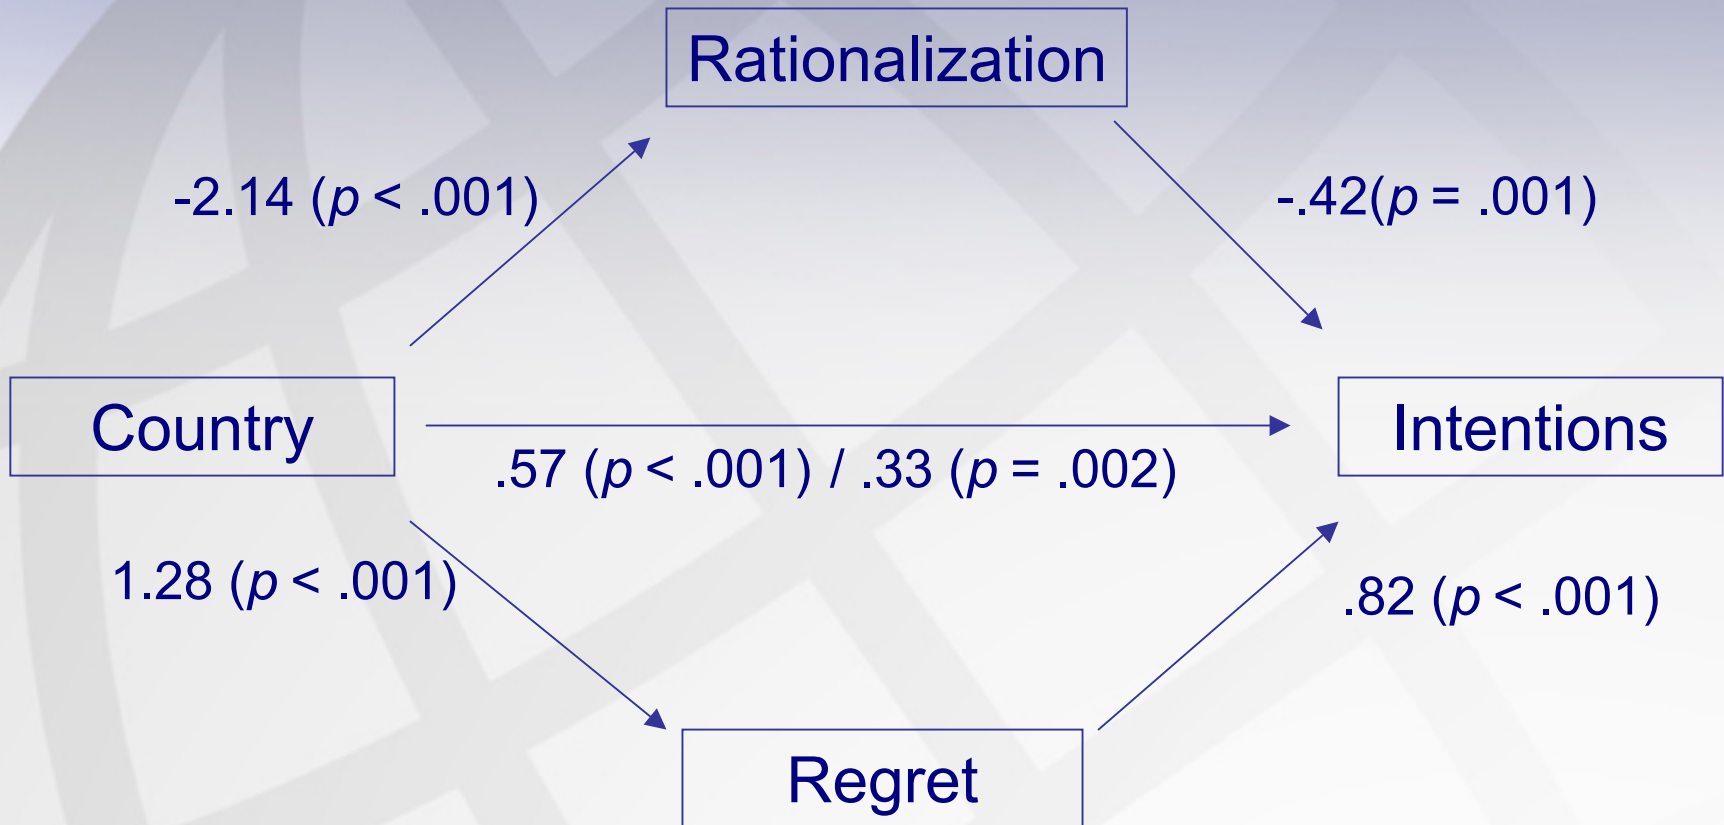 Rationalization
-2.14 (p < .001)
-.42(p = .001)
Country
Intentions
.57 (p < .001) / .33 (p = .002)
1.28 (p < .001)
.82 (p < .001)
Regret